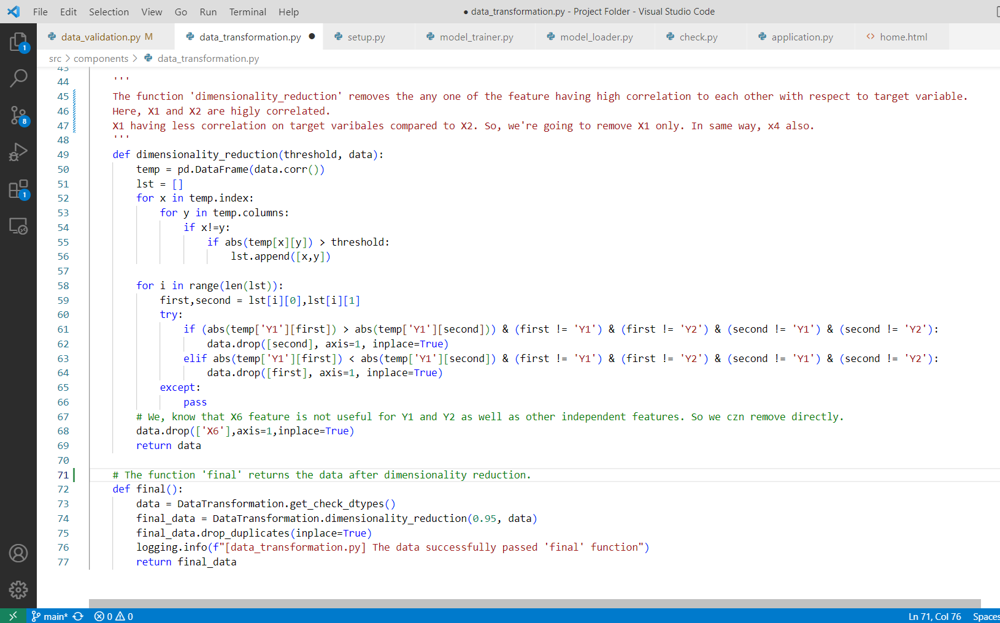 File Edit Selection View Go Run Terminal Help ● data_transformation.py - Project Folder - Visual Studio Code
data_validation.py M data_transformation.py ● setup.py model_trainer.py model_loader.py check.py application.py <> home.html
src > components > data_transformation.py
1
8
1
43
44 '''
45 The function 'dimensionality_reduction' removes the any one of the feature having high correlation to each other with respect to target variable.
46 Here, X1 and X2 are higly correlated.
47 X1 having less correlation on target varibales compared to X2. So, we're going to remove X1 only. In same way, x4 also.
48 '''
49 def dimensionality_reduction(threshold, data):
50 temp = pd.DataFrame(data.corr())
51 lst = []
52 for x in temp.index:
53 for y in temp.columns:
54 if x!=y:
55 if abs(temp[x][y]) > threshold:
56 lst.append([x,y])
57
58 for i in range(len(lst)):
59 first,second = lst[i][0],lst[i][1]
60 try:
61 if (abs(temp['Y1'][first]) > abs(temp['Y1'][second])) & (first != 'Y1') & (first != 'Y2') & (second != 'Y1') & (second != 'Y2'):
62 data.drop([second], axis=1, inplace=True)
63 elif abs(temp['Y1'][first]) < abs(temp['Y1'][second]) & (first != 'Y1') & (first != 'Y2') & (second != 'Y1') & (second != 'Y2'):
64 data.drop([first], axis=1, inplace=True)
65 except:
66 pass
67 # We, know that X6 feature is not useful for Y1 and Y2 as well as other independent features. So we czn remove directly.
68 data.drop(['X6'],axis=1,inplace=True)
69 return data
70
71 # The function 'final' returns the data after dimensionality reduction.
72 def final():
73 data = DataTransformation.get_check_dtypes()
74 final_data = DataTransformation.dimensionality_reduction(0.95, data)
75 final_data.drop_duplicates(inplace=True)
76 logging.info(f"[data_transformation.py] The data successfully passed 'final' function")
77 return final_data
main* 0 0 Ln 71, Col 76 Spaces